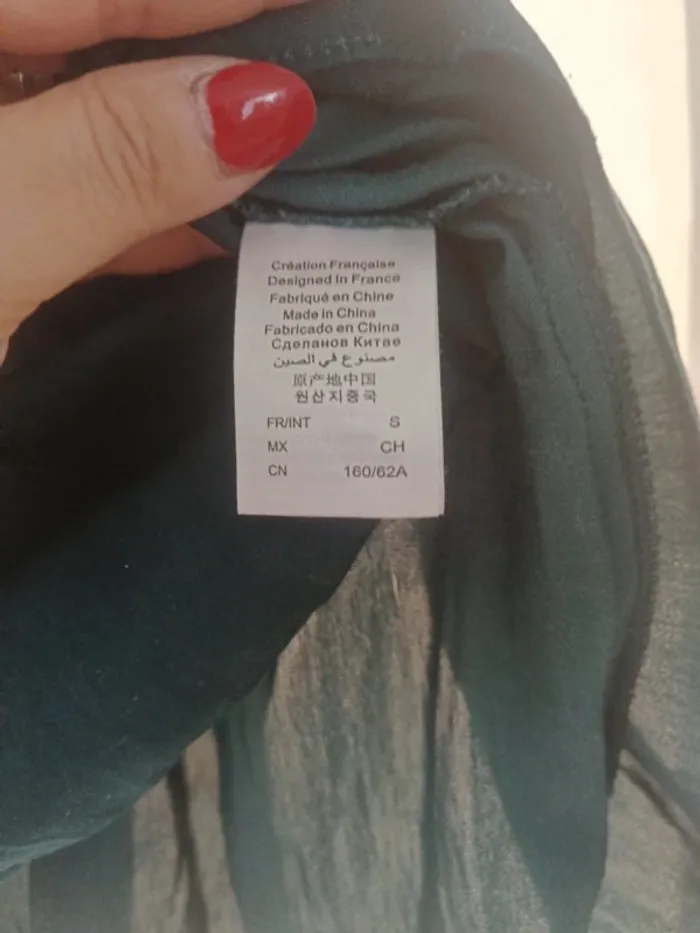 Création Française
Designed in France
Fabriqué en Chine
Made in China
Fabricado en China
Сделанов Китае
مصنوع في الصين
原产地中国
원산지중국
FR/INT S
MX CH
CN 160/62A